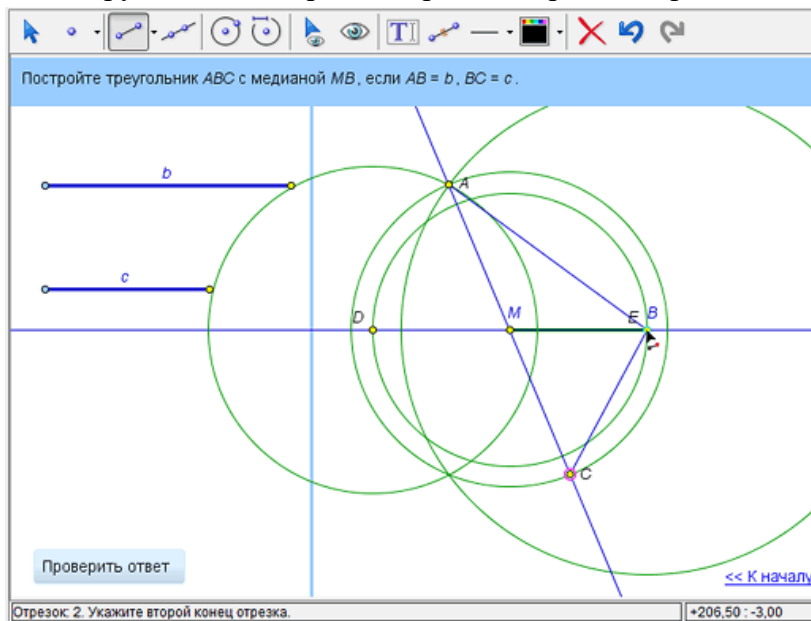 T
Постройте треугольник ABC с медианой MB, если AB = b, BC = c.
b
A
c
D
M
E
B
C
Проверить ответ
<< К началу
Отрезок: 2. Укажите второй конец отрезка.
+206,50 : -3,00